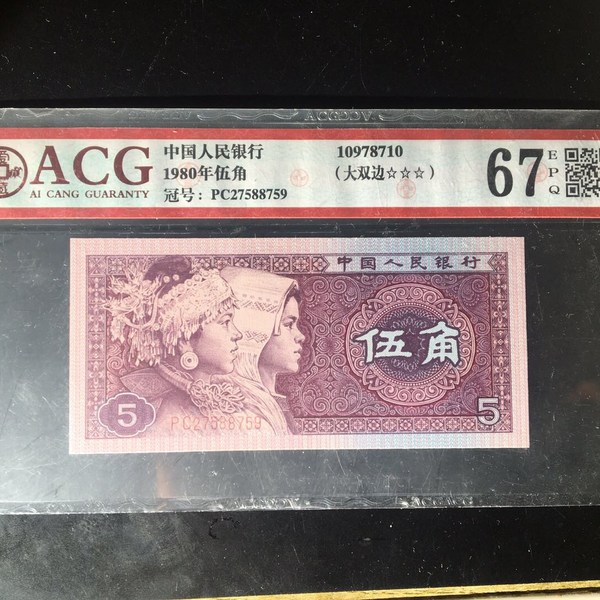 ACG
AI CANG GUARANTY
中国人民银行
1980年伍角
冠号: PC27588759
10978710
(大双边☆☆☆)
67
EPQ
中国人民银行
伍角
5
PC27588759
5